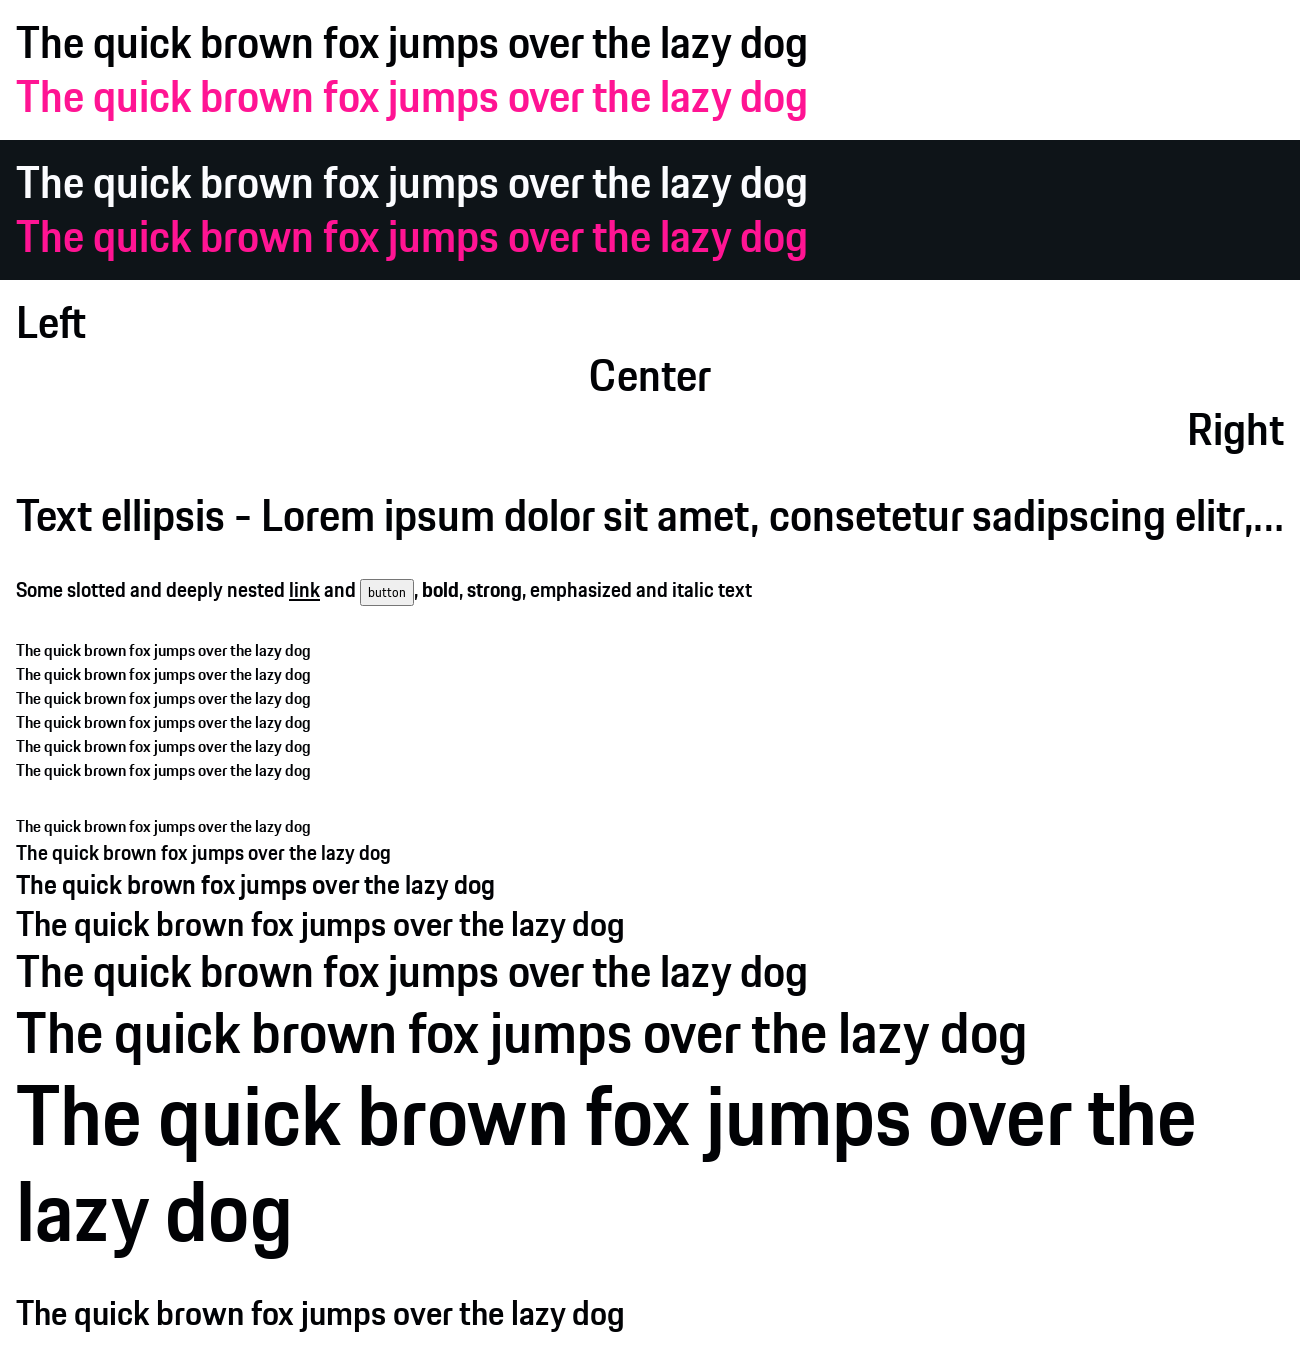 The quick brown fox jumps over the lazy dog
The quick brown fox jumps over the lazy dog
The quick brown fox jumps over the lazy dog
The quick brown fox jumps over the lazy dog
Left
Center
Right
Text ellipsis - Lorem ipsum dolor sit amet, consetetur sadipscing elitr,...
Some slotted and deeply nested link and button, bold, strong, emphasized and italic text
The quick brown fox jumps over the lazy dog
The quick brown fox jumps over the lazy dog
The quick brown fox jumps over the lazy dog
The quick brown fox jumps over the lazy dog
The quick brown fox jumps over the lazy dog
The quick brown fox jumps over the lazy dog
The quick brown fox jumps over the lazy dog
The quick brown fox jumps over the lazy dog
The quick brown fox jumps over the lazy dog
The quick brown fox jumps over the lazy dog
The quick brown fox jumps over the lazy dog
The quick brown fox jumps over the lazy dog
The quick brown fox jumps over the
lazy dog
The quick brown fox jumps over the lazy dog